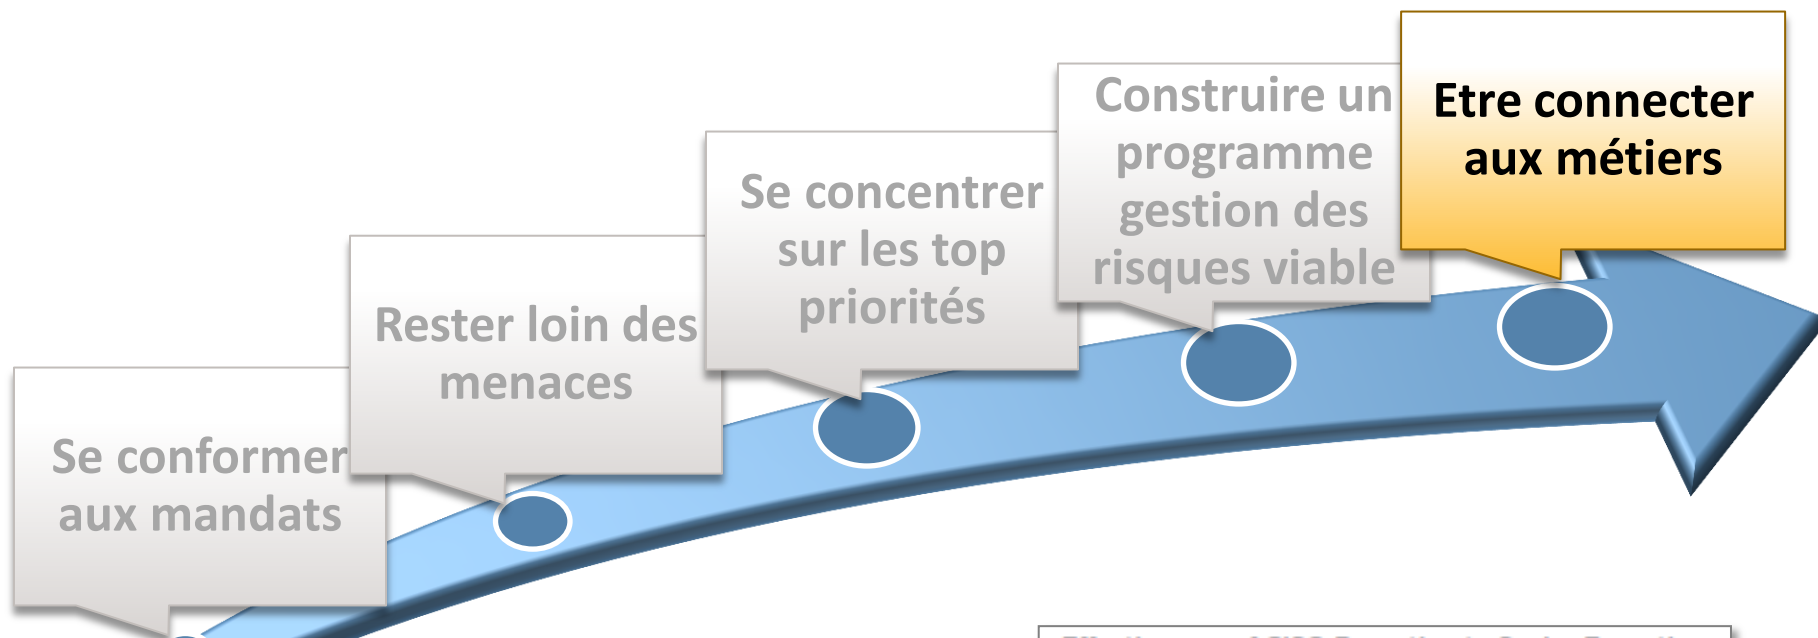 Se conformer
aux mandats
Rester loin des
menaces
Se concentrer
sur les top
priorités
Construire un
programme
gestion des
risques viable
Etre connecter
aux métiers